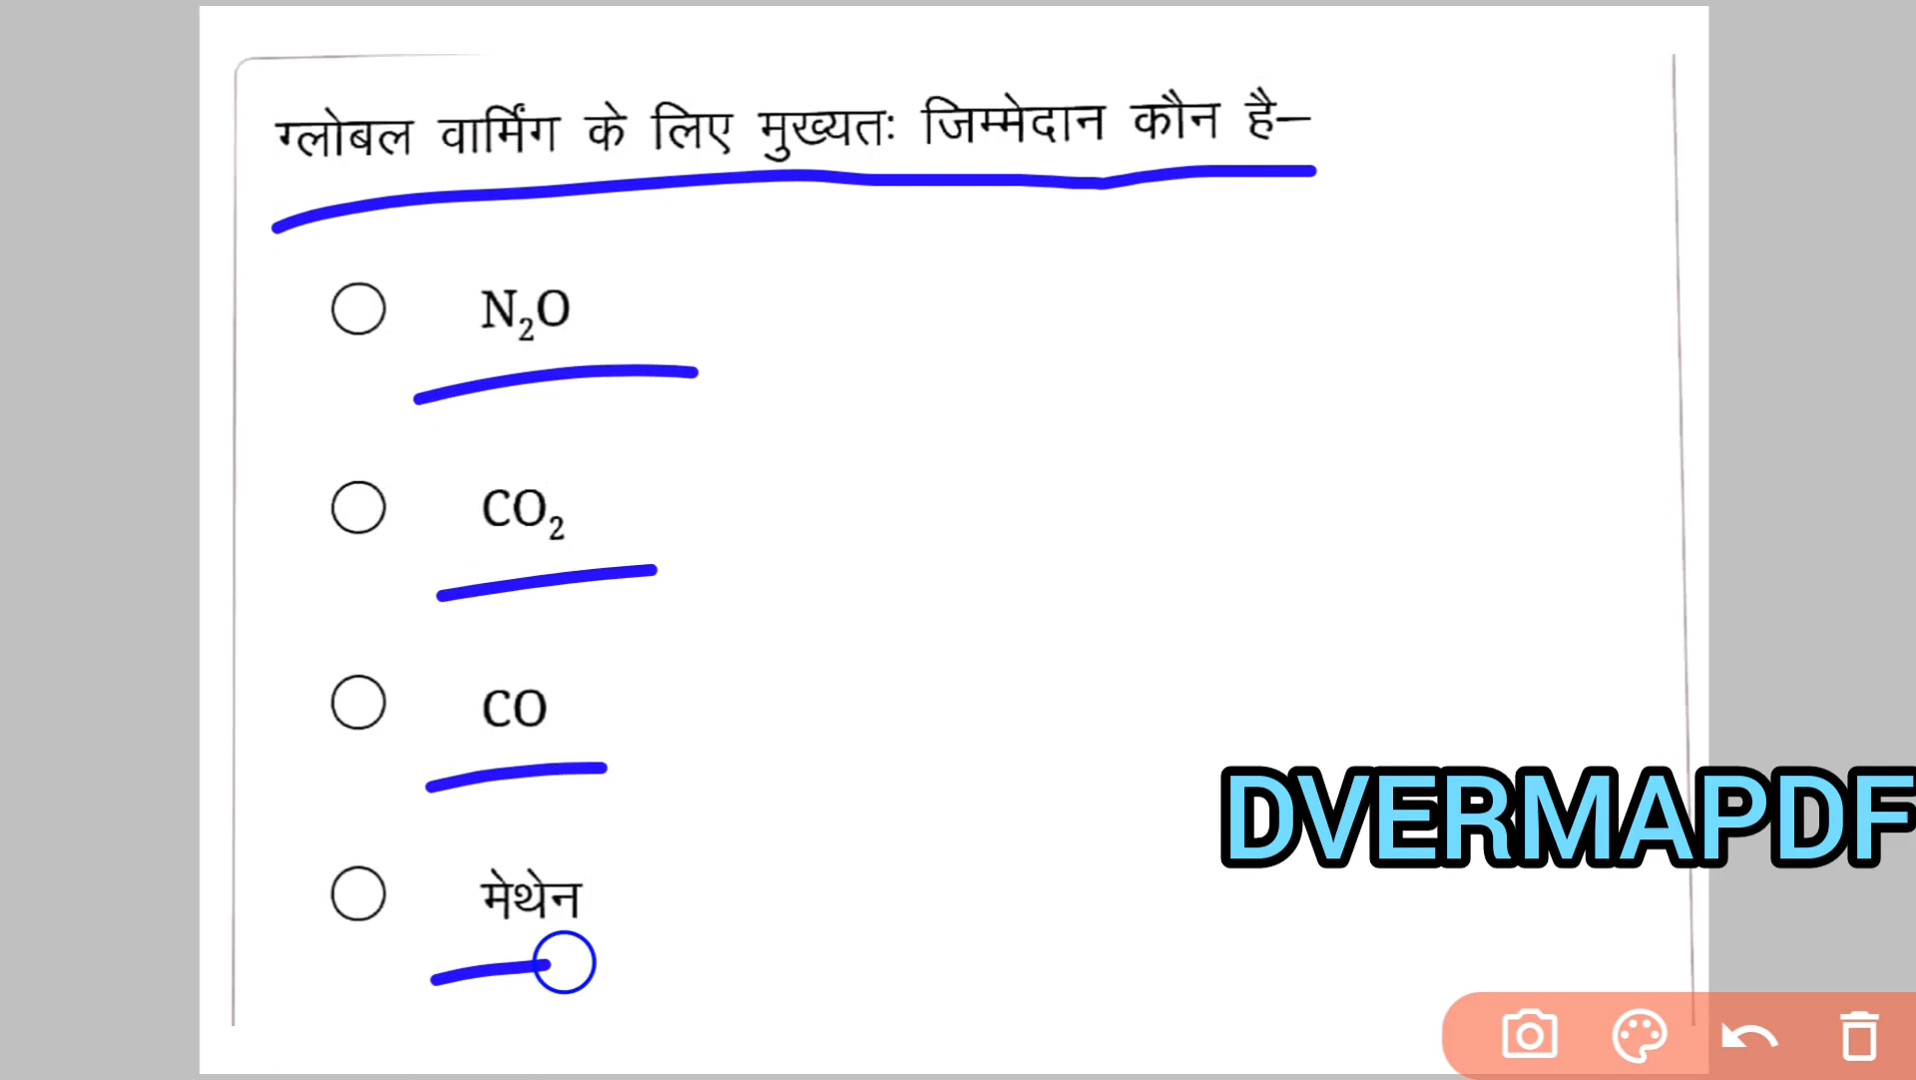 ग्लोबल वार्मिंग के लिए मुख्यतः जिम्मेदान कौन है–
N₂O
CO₂
CO
मेथेन
DVERMAPDF